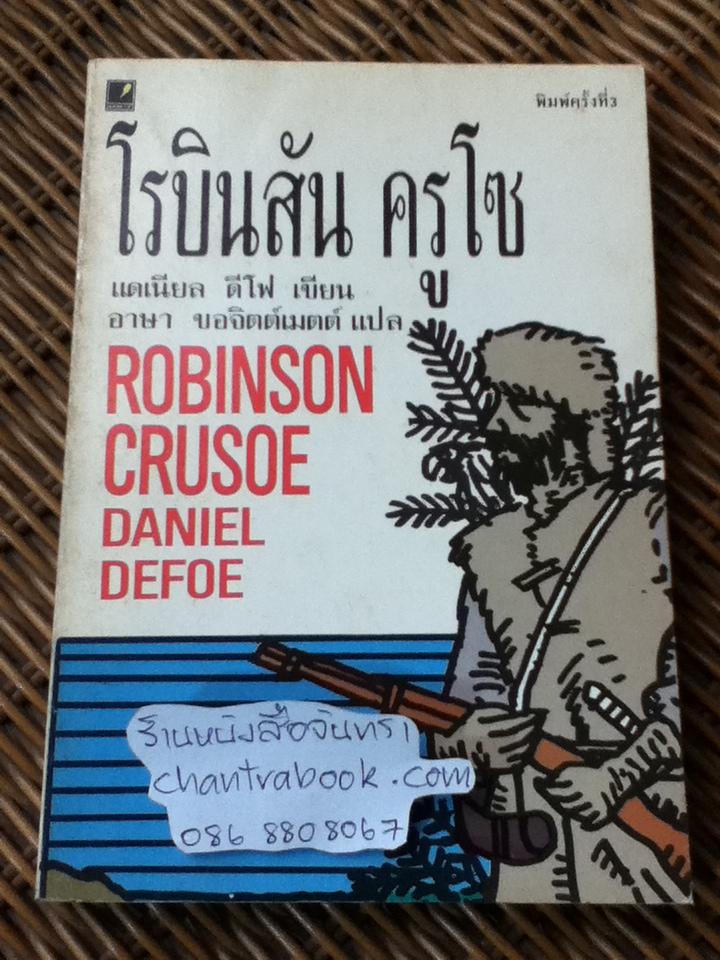 พิมพ์ครั้งที่3
โรบินสัน ครูโซ
แดเนียล ดีโฟ เขียน
อาษา ขอจิตต์เมตต์ แปล
ROBINSON
CRUSOE
DANIEL
DEFOE
ร้านหนังสือจันทรา
chantrabook.com
086 8808067